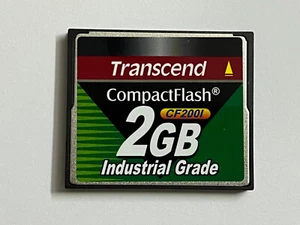 Transcend
CompactFlash®
CF200I
2GB
Industrial Grade